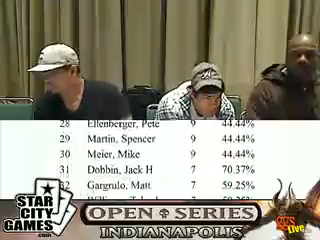 28 Ellenberger, Pete 9 44.44%
29 Martin, Spencer 9 44.44%
30 Meier, Mike 9 44.44%
31 Dobbin, Jack H 7 70.37%
32 Gargrulo, Matt 7 59.25%
STAR
CITY
GAMES
OPEN SERIES
INDIANAPOLIS
Live